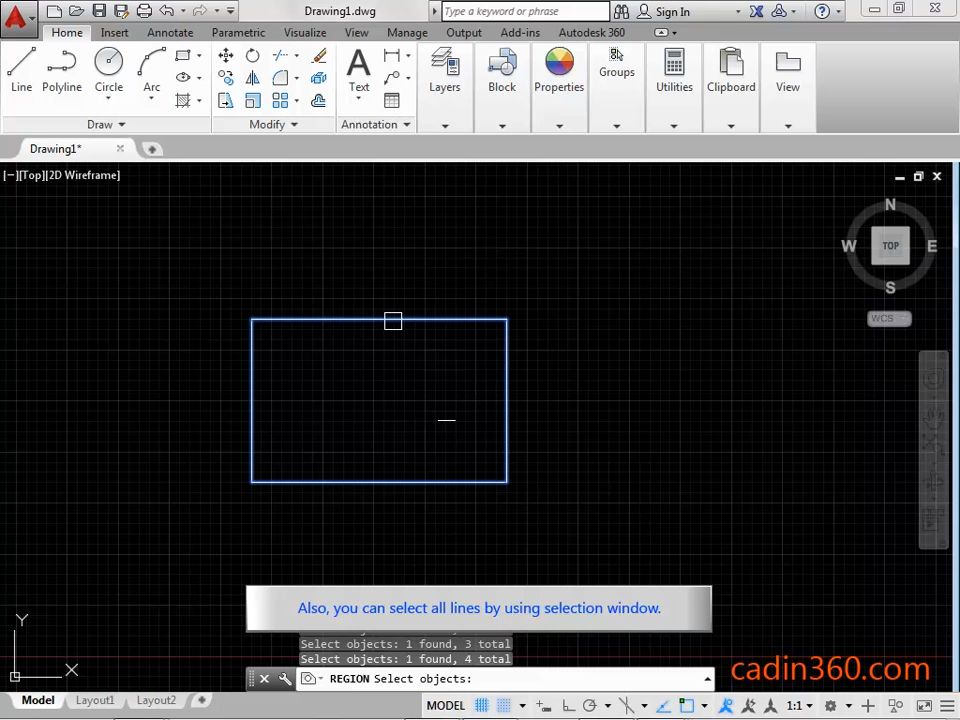 Drawing1.dwg
Type a keyword or phrase
Sign In
Home Insert Annotate Parametric Visualize View Manage Output Add-ins Autodesk 360
Line Polyline Circle Arc Text Layers Block Properties Groups Utilities Clipboard View
Draw Modify Annotation
Drawing1*
[−][Top][2D Wireframe]
N
W TOP E
S
WCS
Also, you can select all lines by using selection window.
Select objects: 1 found, 3 total
Select objects: 1 found, 4 total
REGION Select objects:
Y
X
cadin360.com
Model Layout1 Layout2
MODEL 1:1